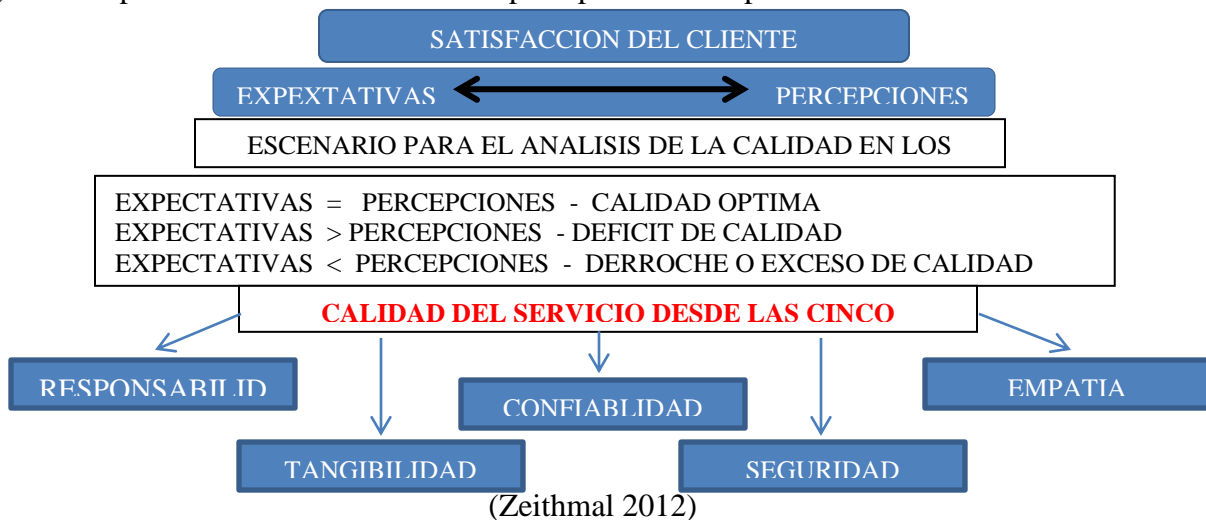 SATISFACCION DEL CLIENTE
EXPEXTATIVAS PERCEPCIONES
ESCENARIO PARA EL ANALISIS DE LA CALIDAD EN LOS
EXPECTATIVAS = PERCEPCIONES - CALIDAD OPTIMA
EXPECTATIVAS > PERCEPCIONES - DEFICIT DE CALIDAD
EXPECTATIVAS < PERCEPCIONES - DERROCHE O EXCESO DE CALIDAD
CALIDAD DEL SERVICIO DESDE LAS CINCO
RESPONSABILID
CONFIABLIDAD
EMPATIA
TANGIBILIDAD
SEGURIDAD
(Zeithmal 2012)